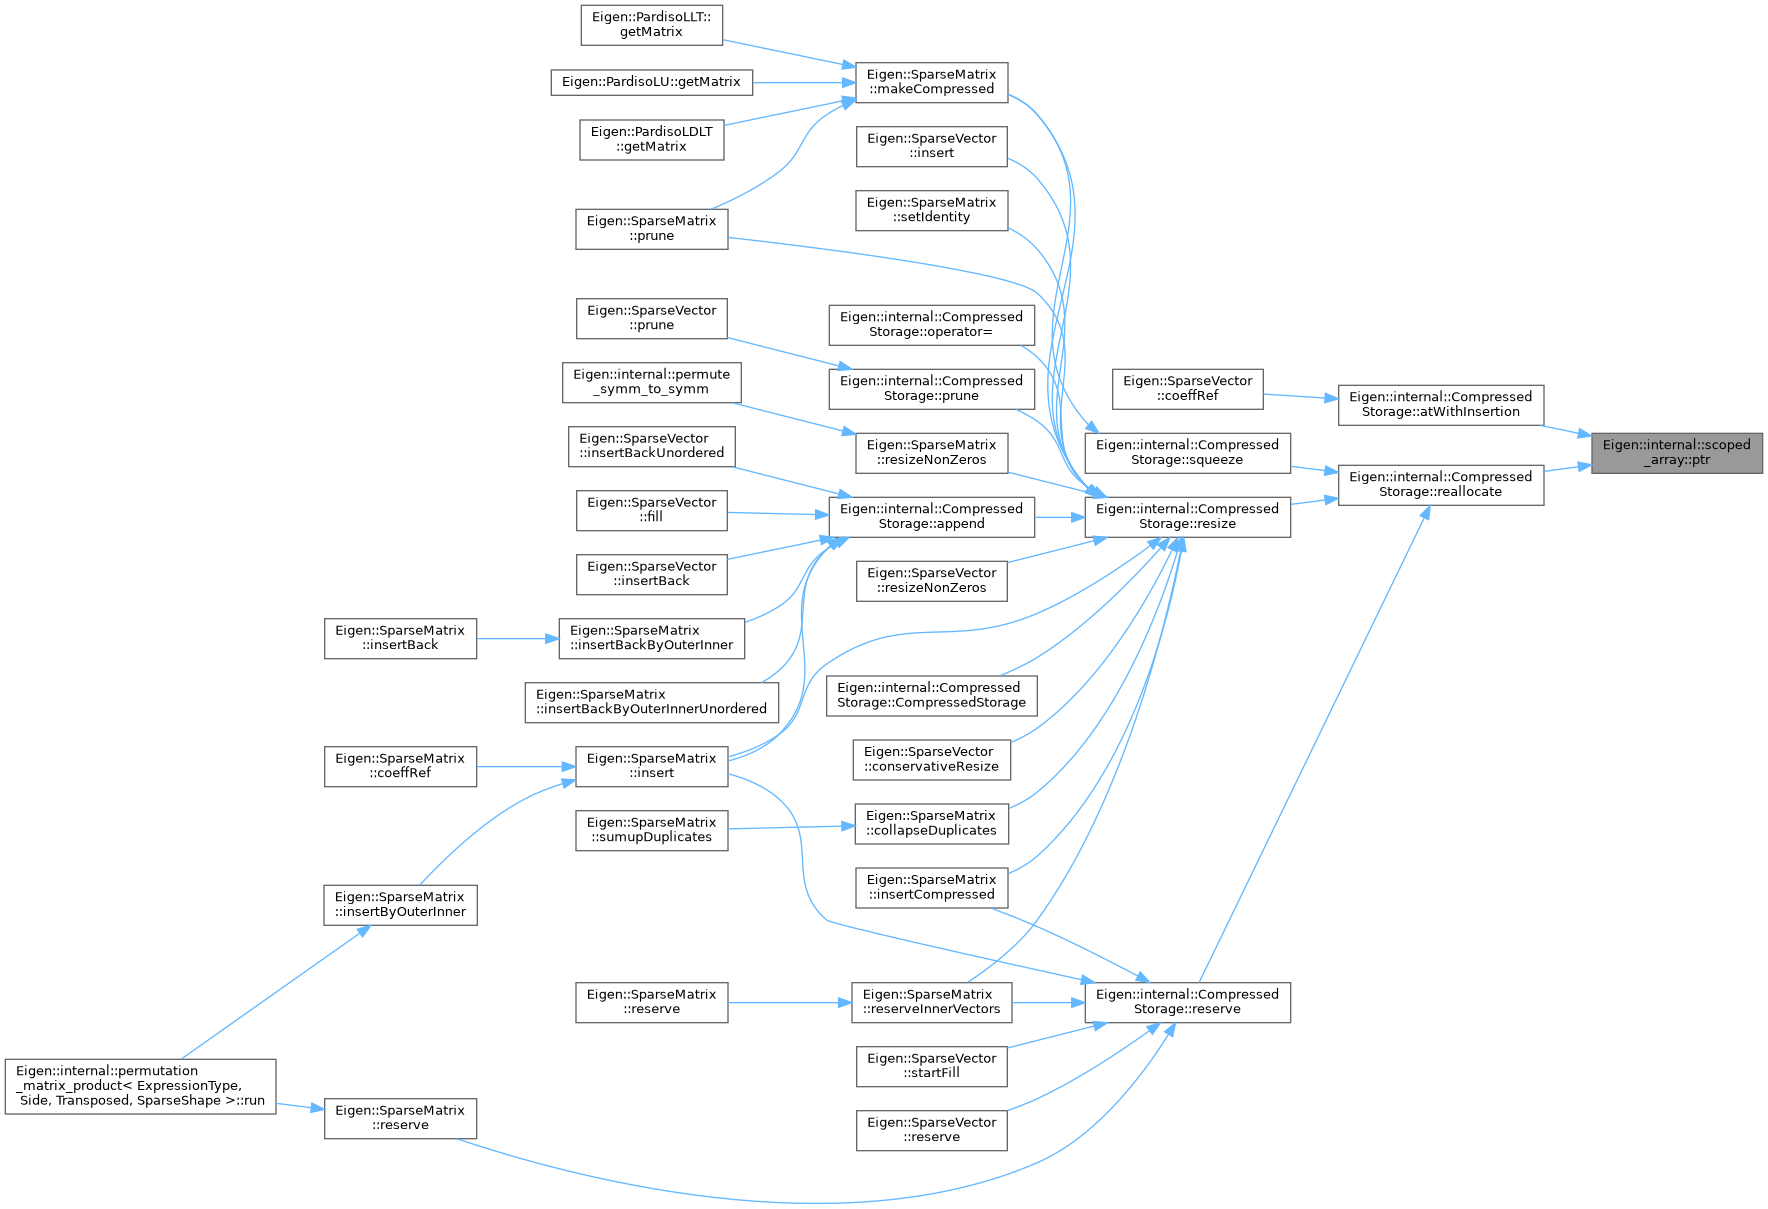 Eigen::PardisoLLT::
getMatrix
Eigen::PardisoLU::getMatrix
Eigen::PardisoLDLT
::getMatrix
Eigen::SparseMatrix
::prune
Eigen::SparseMatrix
::makeCompressed
Eigen::SparseVector
::insert
Eigen::SparseMatrix
::setIdentity
Eigen::internal::Compressed
Storage::operator=
Eigen::SparseVector
::prune
Eigen::internal::Compressed
Storage::prune
Eigen::internal::permute
_symm_to_symm
Eigen::SparseMatrix
::resizeNonZeros
Eigen::SparseVector
::insertBackUnordered
Eigen::SparseVector
::fill
Eigen::SparseVector
::insertBack
Eigen::internal::Compressed
Storage::append
Eigen::SparseVector
::resizeNonZeros
Eigen::SparseVector
::coeffRef
Eigen::internal::Compressed
Storage::atWithInsertion
Eigen::internal::Compressed
Storage::squeeze
Eigen::internal::Compressed
Storage::reallocate
Eigen::internal::scoped
_array::ptr
Eigen::internal::Compressed
Storage::resize
Eigen::SparseMatrix
::insertBack
Eigen::SparseMatrix
::insertBackByOuterInner
Eigen::SparseMatrix
::insertBackByOuterInnerUnordered
Eigen::internal::Compressed
Storage::CompressedStorage
Eigen::SparseMatrix
::coeffRef
Eigen::SparseMatrix
::insert
Eigen::SparseVector
::conservativeResize
Eigen::SparseMatrix
::sumupDuplicates
Eigen::SparseMatrix
::collapseDuplicates
Eigen::SparseMatrix
::insertByOuterInner
Eigen::SparseMatrix
::insertCompressed
Eigen::SparseMatrix
::reserve
Eigen::SparseMatrix
::reserveInnerVectors
Eigen::internal::Compressed
Storage::reserve
Eigen::SparseVector
::startFill
Eigen::internal::permutation
_matrix_product< ExpressionType,
Side, Transposed, SparseShape >::run
Eigen::SparseMatrix
::reserve
Eigen::SparseVector
::reserve